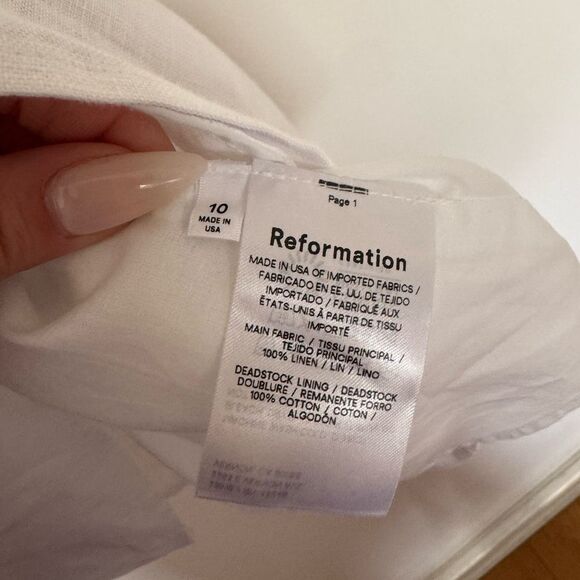 10
MADE IN
USA
Page 1
Reformation
MADE IN USA OF IMPORTED FABRICS /
FABRICADO EN EE. UU. DE TEJIDO
IMPORTADO / FABRIQUÉ AUX
ÉTATS-UNIS À PARTIR DE TISSU
IMPORTÉ
MAIN FABRIC / TISSU PRINCIPAL /
TEJIDO PRINCIPAL
100% LINEN / LIN / LINO
DEADSTOCK LINING / DEADSTOCK
DOUBLURE / REMANENTE FORRO
100% COTTON / COTON /
ALGODÓN